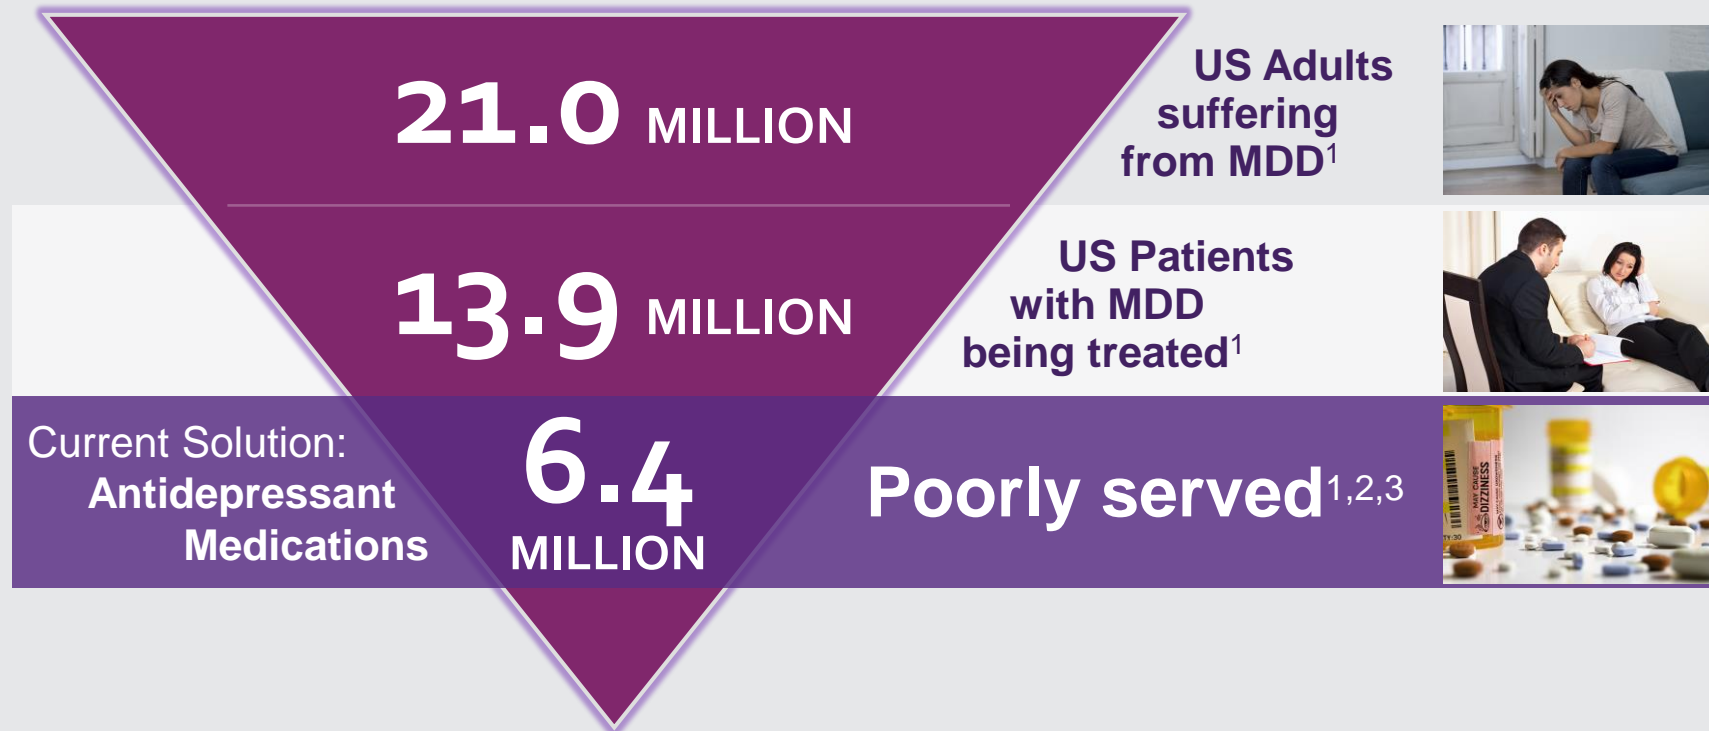 21.0 MILLION
US Adults
suffering
from MDD1
13.9 MILLION
US Patients
with MDD
being treated1
Current Solution:
Antidepressant
Medications
6.4
MILLION
Poorly served1,2,3
MAY CAUSE
DIZZINESS